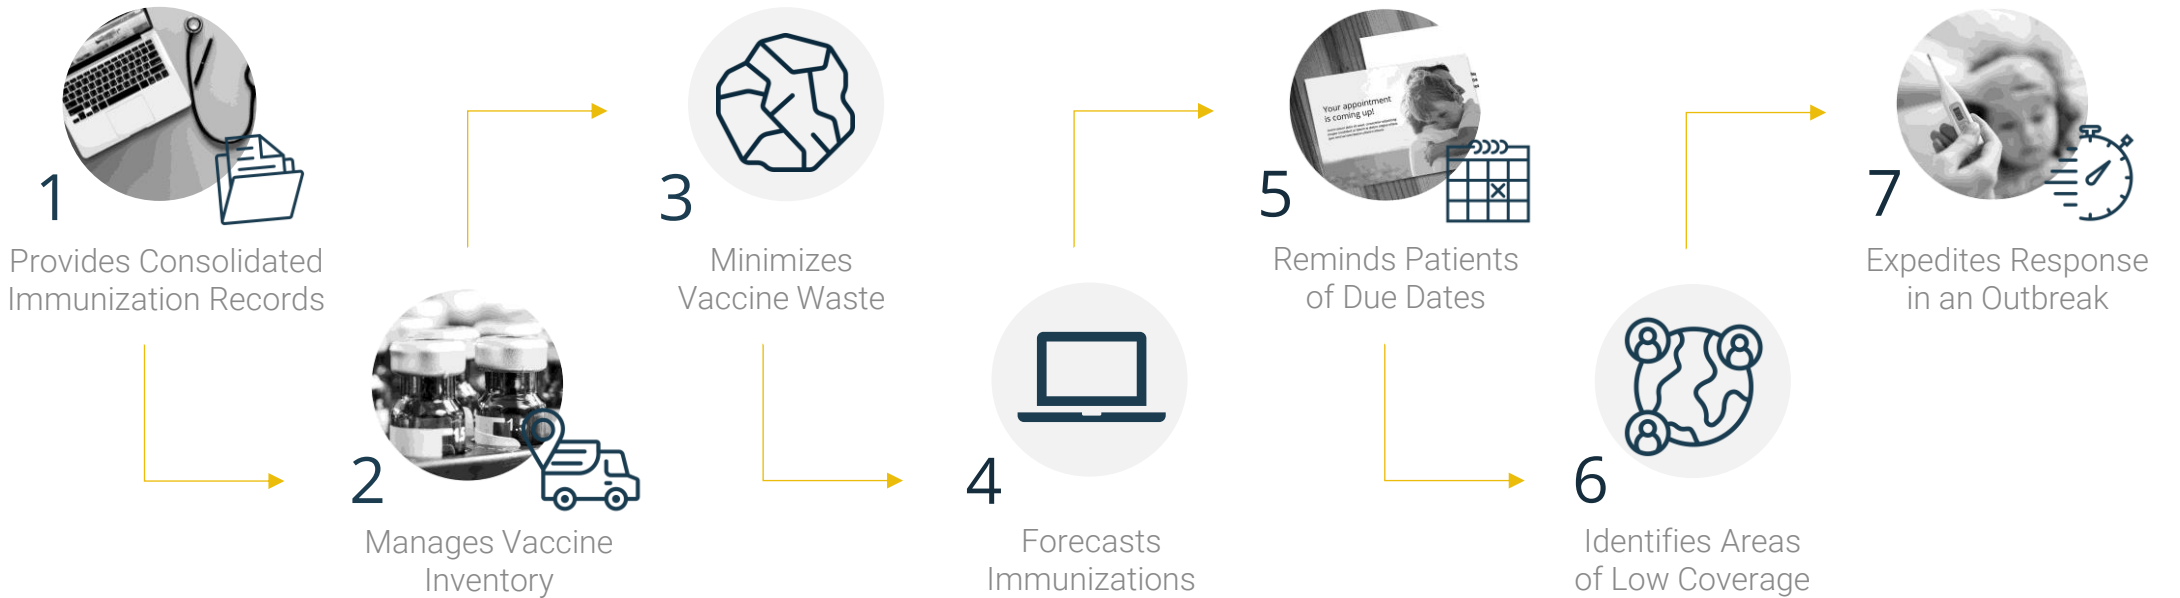 1
Provides Consolidated
Immunization Records
2
Manages Vaccine
Inventory
3
Minimizes
Vaccine Waste
4
Forecasts
Immunizations
Your appointment
is coming up!
5
Reminds Patients
of Due Dates
6
Identifies Areas
of Low Coverage
7
Expedites Response
in an Outbreak